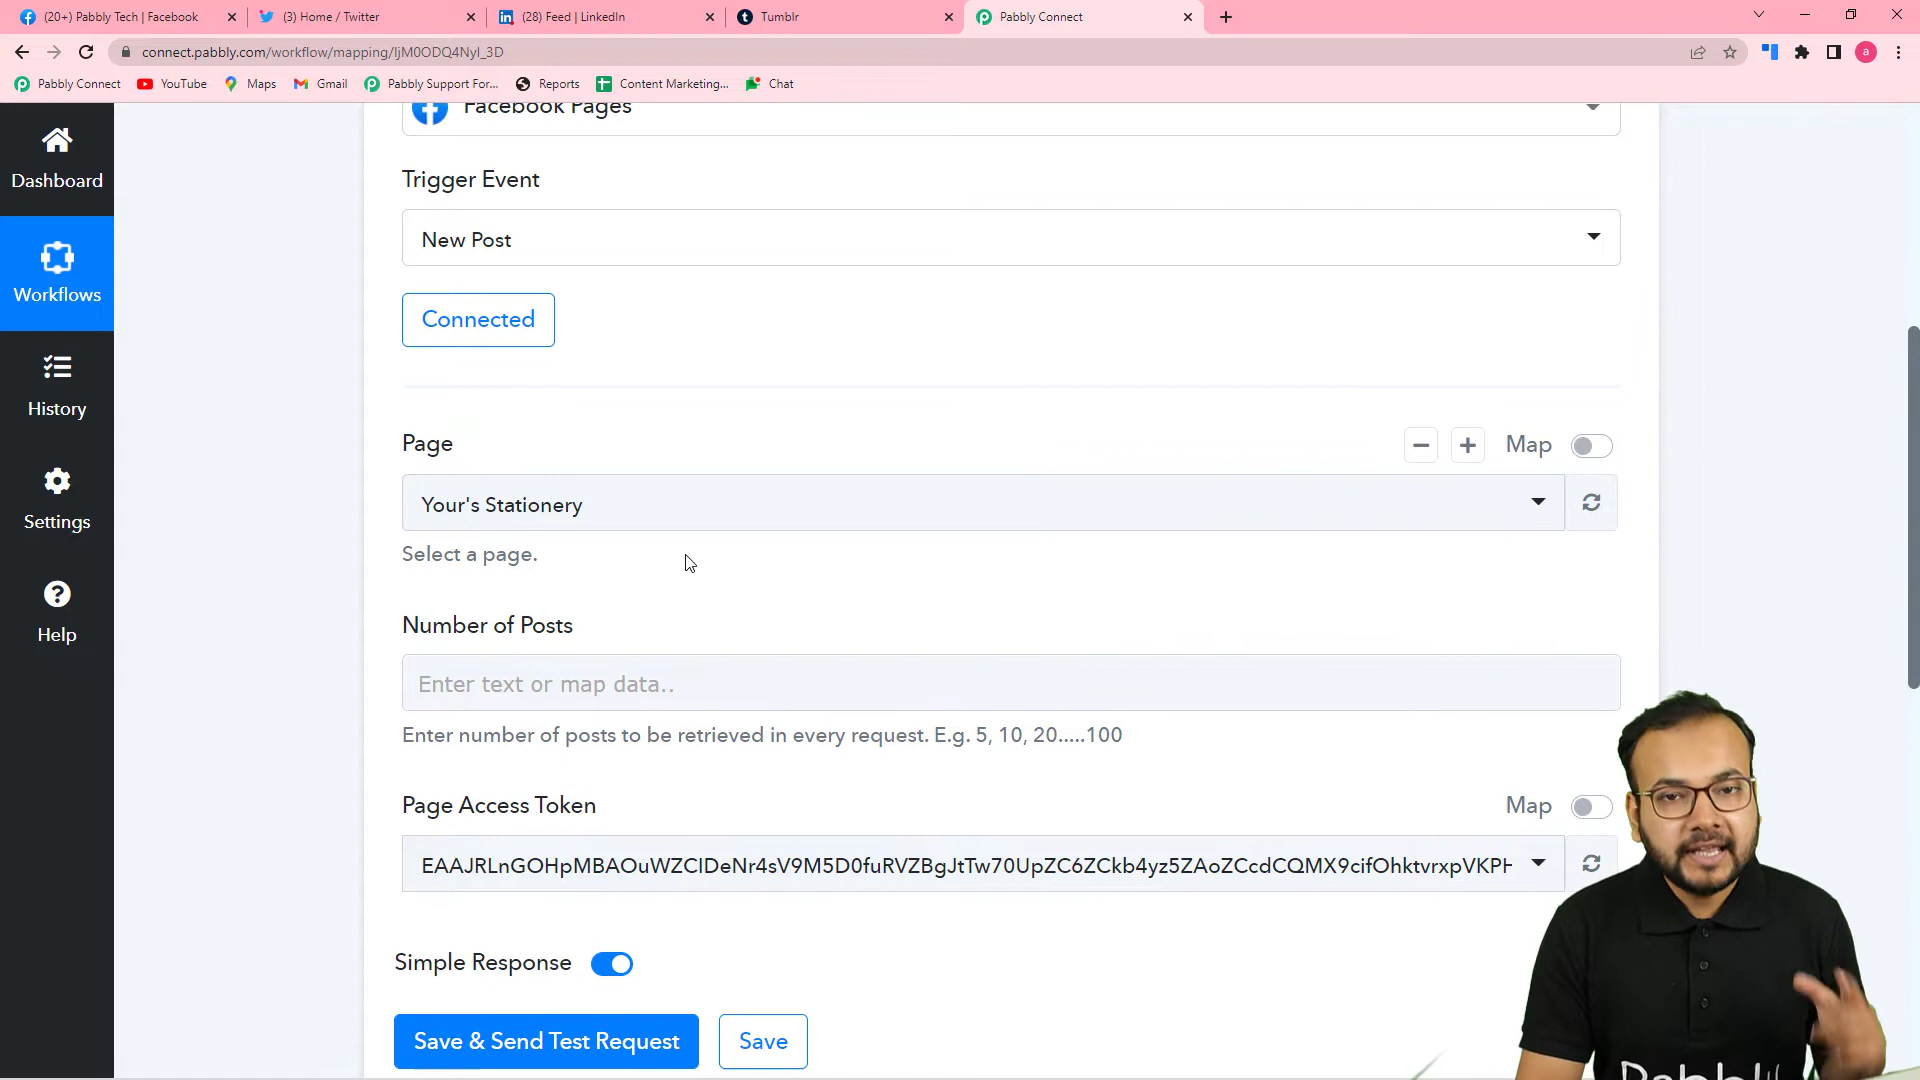 (20+) Pabbly Tech | Facebook
(3) Home / Twitter
(28) Feed | LinkedIn
Tumblr
Pabbly Connect
connect.pabbly.com/workflow/mapping/IjM0ODQ4NyI_3D
Pabbly Connect
YouTube
Maps
Gmail
Pabbly Support For...
Reports
Content Marketing...
Chat
Dashboard
Workflows
History
Settings
Help
Facebook Pages
Trigger Event
New Post
Connected
Page
Map
Your's Stationery
Select a page.
Number of Posts
Enter text or map data..
Enter number of posts to be retrieved in every request. E.g. 5, 10, 20.....100
Page Access Token
Map
EAAJRLnGOHpMBAOuWZCIDeNr4sV9M5D0fuRVZBgJtTw70UpZC6ZCkb4yz5ZAoZCcdCQMX9cifOhktvrxpVKPH
Simple Response
Save & Send Test Request
Save
Pabbly